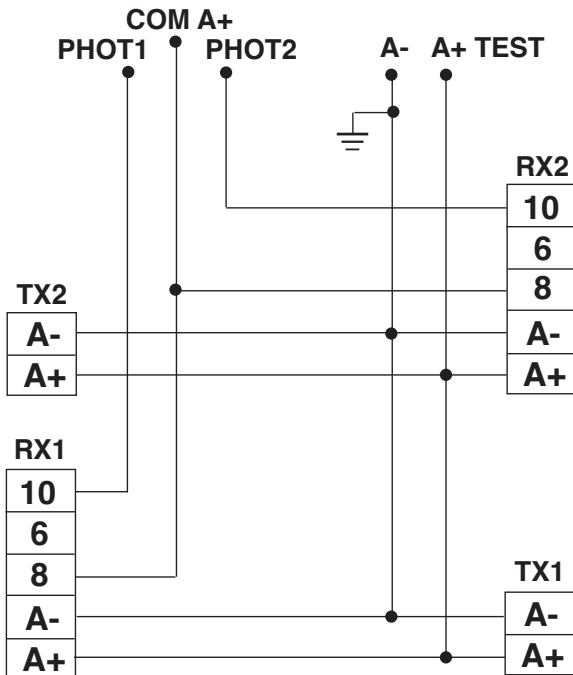 COM A+
PHOT1
PHOT2
A-
A+ TEST
RX2
10
6
8
A-
A+
TX2
A-
A+
RX1
10
6
8
A-
A+
TX1
A-
A+